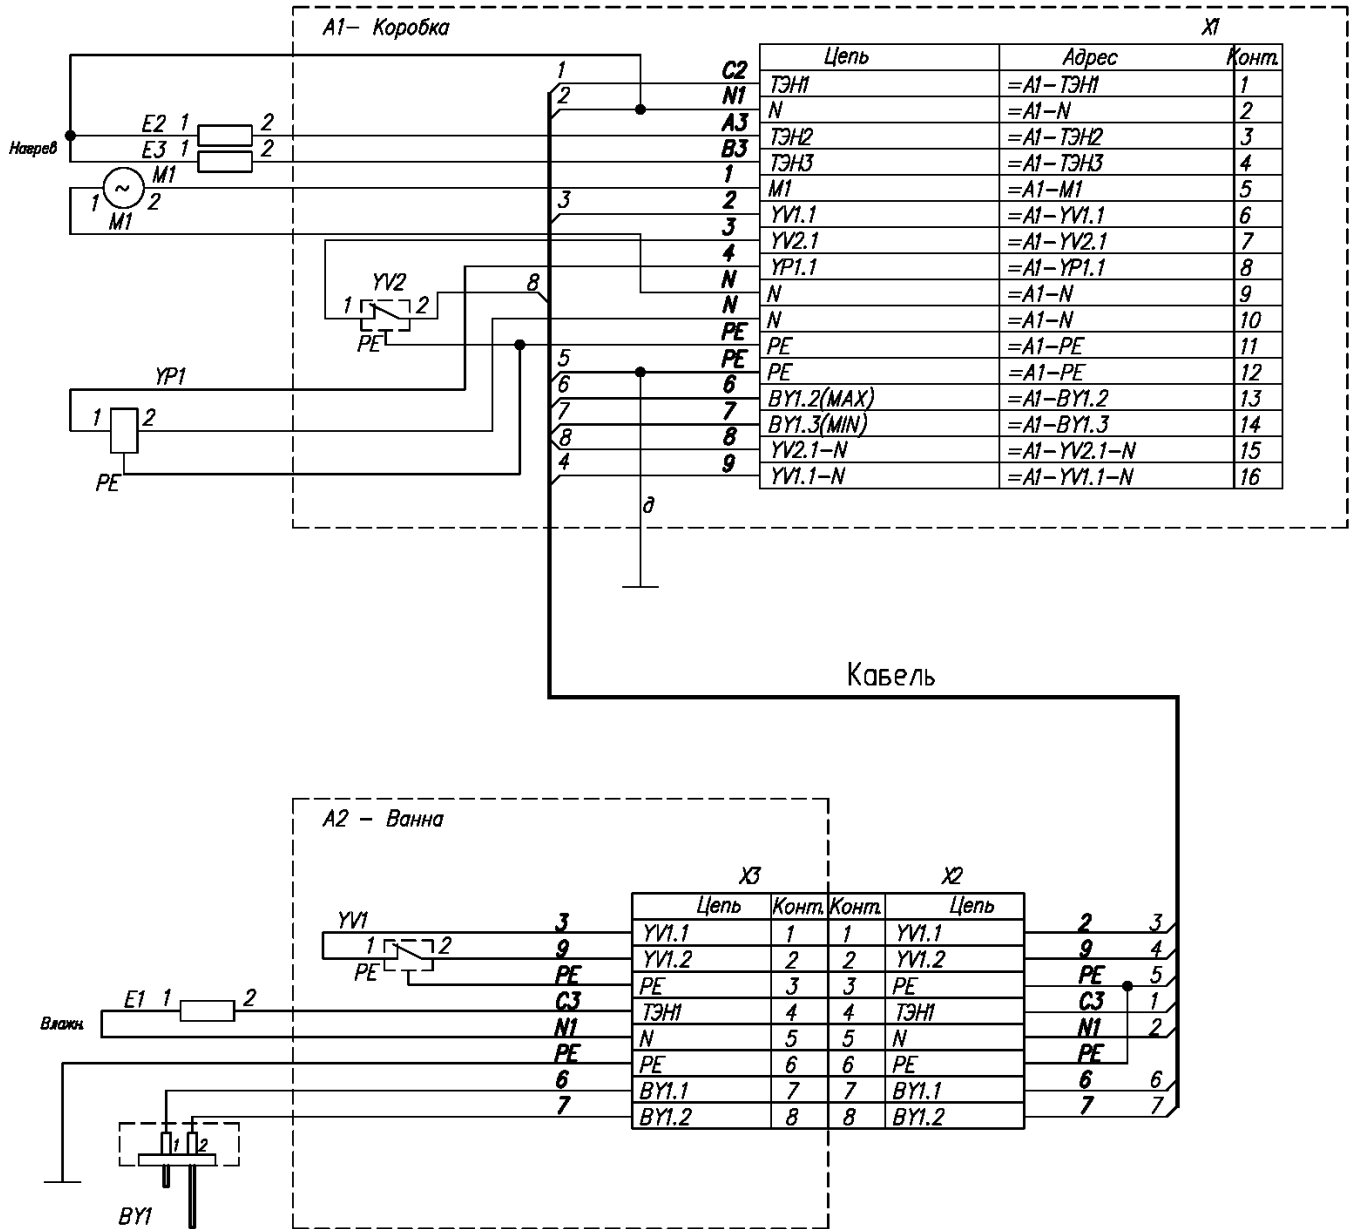 A1– Коробка X1
Цепь Адрес Конт.
1 C2 ТЭН1 =A1–ТЭН1 1
2 N1 N =A1–N 2
E2 1 2 A3 ТЭН2 =A1–ТЭН2 3
Нагрев
E3 1 2 B3 ТЭН3 =A1–ТЭН3 4
M1 1 M1 =A1–M1 5
1 ~ 2
M1
3 2 YV1.1 =A1–YV1.1 6
3 YV2.1 =A1–YV2.1 7
4 YP1.1 =A1–YP1.1 8
YV2 8 N N =A1–N 9
1 2 N N =A1–N 10
PE PE PE =A1–PE 11
5 PE PE =A1–PE 12
YP1 6 6 BY1.2(MAX) =A1–BY1.2 13
1 2 7 7 BY1.3(MIN) =A1–BY1.3 14
8 8 YV2.1–N =A1–YV2.1–N 15
PE 4 9 YV1.1–N =A1–YV1.1–N 16
д
Кабель
A2 – Ванна
X3 X2
Цепь Конт. Конт. Цепь
YV1 3 YV1.1 1 1 YV1.1 2 3
1 2 9 YV1.2 2 2 YV1.2 9 4
PE PE PE 3 3 PE PE 5
E1 1 2 C3 ТЭН1 4 4 ТЭН1 C3 1
Влажн.
N1 N 5 5 N N1 2
PE PE 6 6 PE PE
6 BY1.1 7 7 BY1.1 6 6
7 BY1.2 8 8 BY1.2 7 7
1 2
BY1